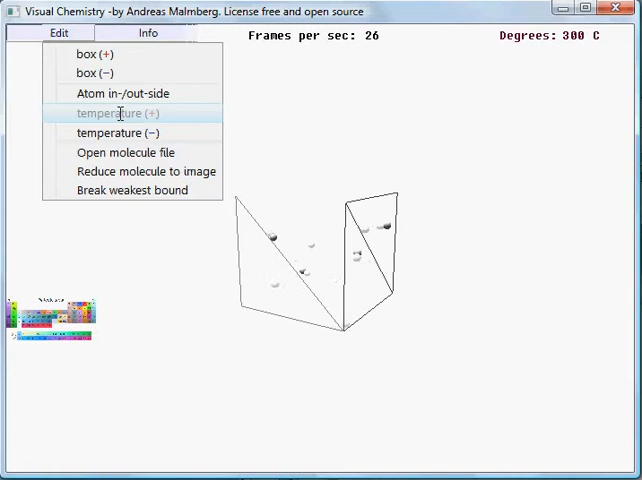 Visual Chemistry -by Andreas Malmberg. License free and open source
Edit Info Frames per sec: 26 Degrees: 300 C
box (+)
box (−)
Atom in-/out-side
temperature (+)
temperature (−)
Open molecule file
Reduce molecule to image
Break weakest bound